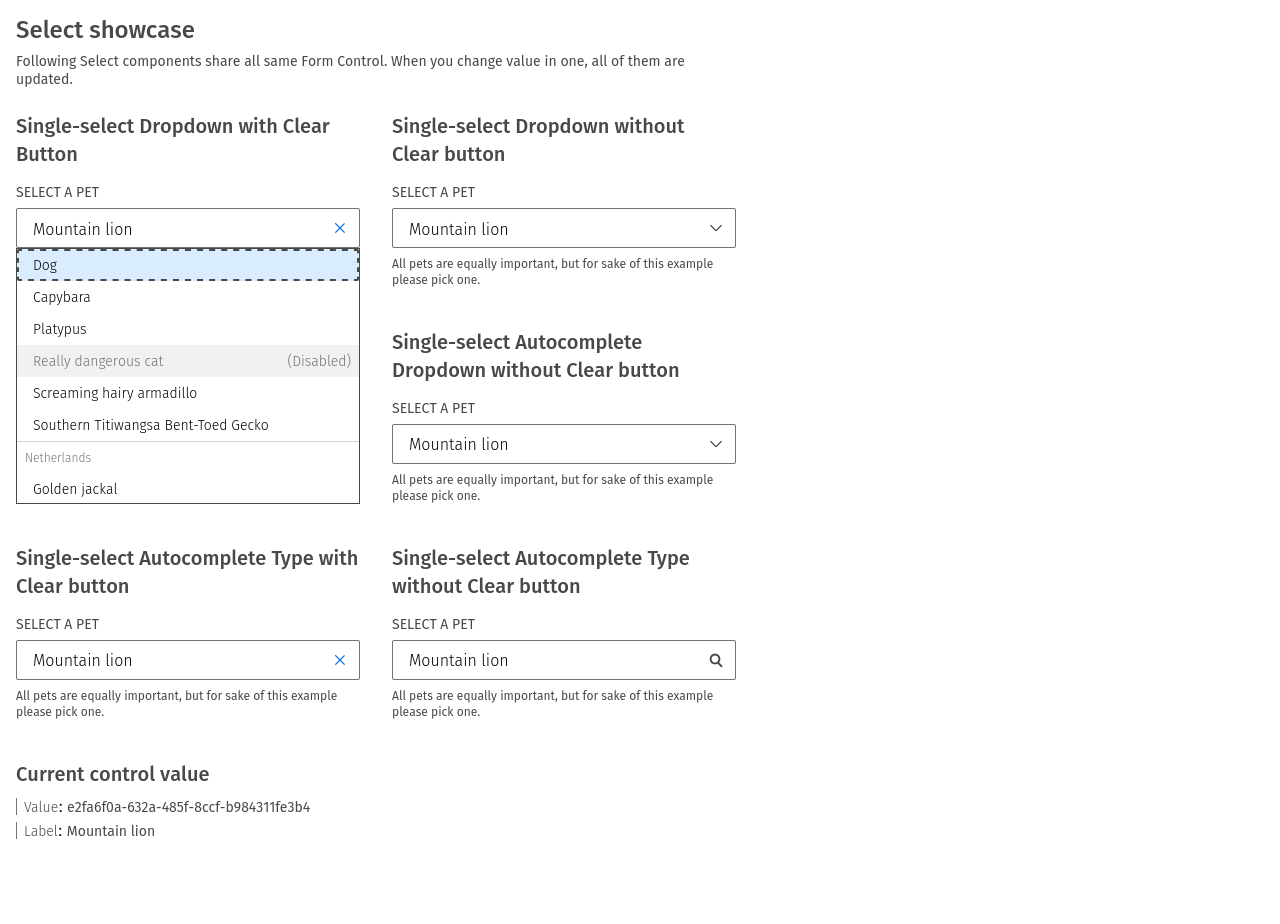 Select showcase
Following Select components share all same Form Control. When you change value in one, all of them are
updated.
Single-select Dropdown with Clear
Button
SELECT A PET
Mountain lion
Dog
Capybara
Platypus
Really dangerous cat (Disabled)
Screaming hairy armadillo
Southern Titiwangsa Bent-Toed Gecko
Netherlands
Golden jackal
Single-select Dropdown without
Clear button
SELECT A PET
Mountain lion
All pets are equally important, but for sake of this example
please pick one.
Single-select Autocomplete
Dropdown without Clear button
SELECT A PET
Mountain lion
All pets are equally important, but for sake of this example
please pick one.
Single-select Autocomplete Type with
Clear button
SELECT A PET
Mountain lion
All pets are equally important, but for sake of this example
please pick one.
Single-select Autocomplete Type
without Clear button
SELECT A PET
Mountain lion
All pets are equally important, but for sake of this example
please pick one.
Current control value
Value: e2fa6f0a-632a-485f-8ccf-b984311fe3b4
Label: Mountain lion